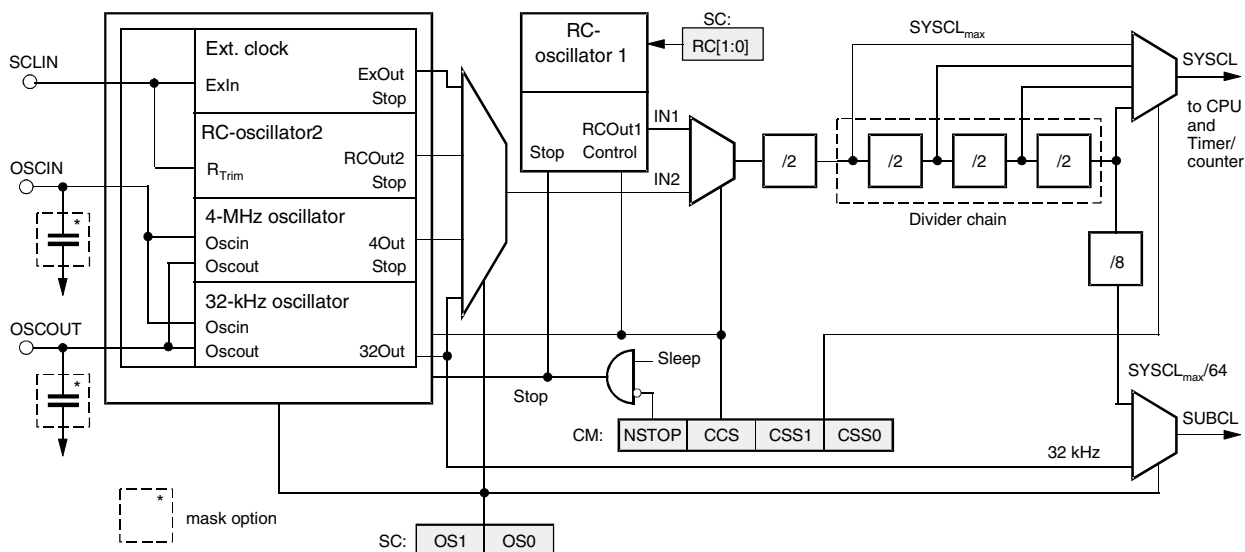 SC:
RC-
oscillator 1
RC[1:0]
SYSCLmax
SYSCL
to CPU
and
Timer/
counter
SCLIN
Ext. clock
ExIn
ExOut
Stop
RC-oscillator2
RTrim
RCOut2
Stop
OSCIN
*
4-MHz oscillator
Oscin
Oscout
4Out
Stop
32-kHz oscillator
Oscin
Oscout
32Out
OSCOUT
*
RCOut1
Stop
Control
IN1
IN2
/2
/2
/2
/2
Divider chain
/8
Sleep
Stop
SYSCLmax/64
SUBCL
CM:
NSTOP
CCS
CSS1
CSS0
32 kHz
*
mask option
SC:
OS1
OS0